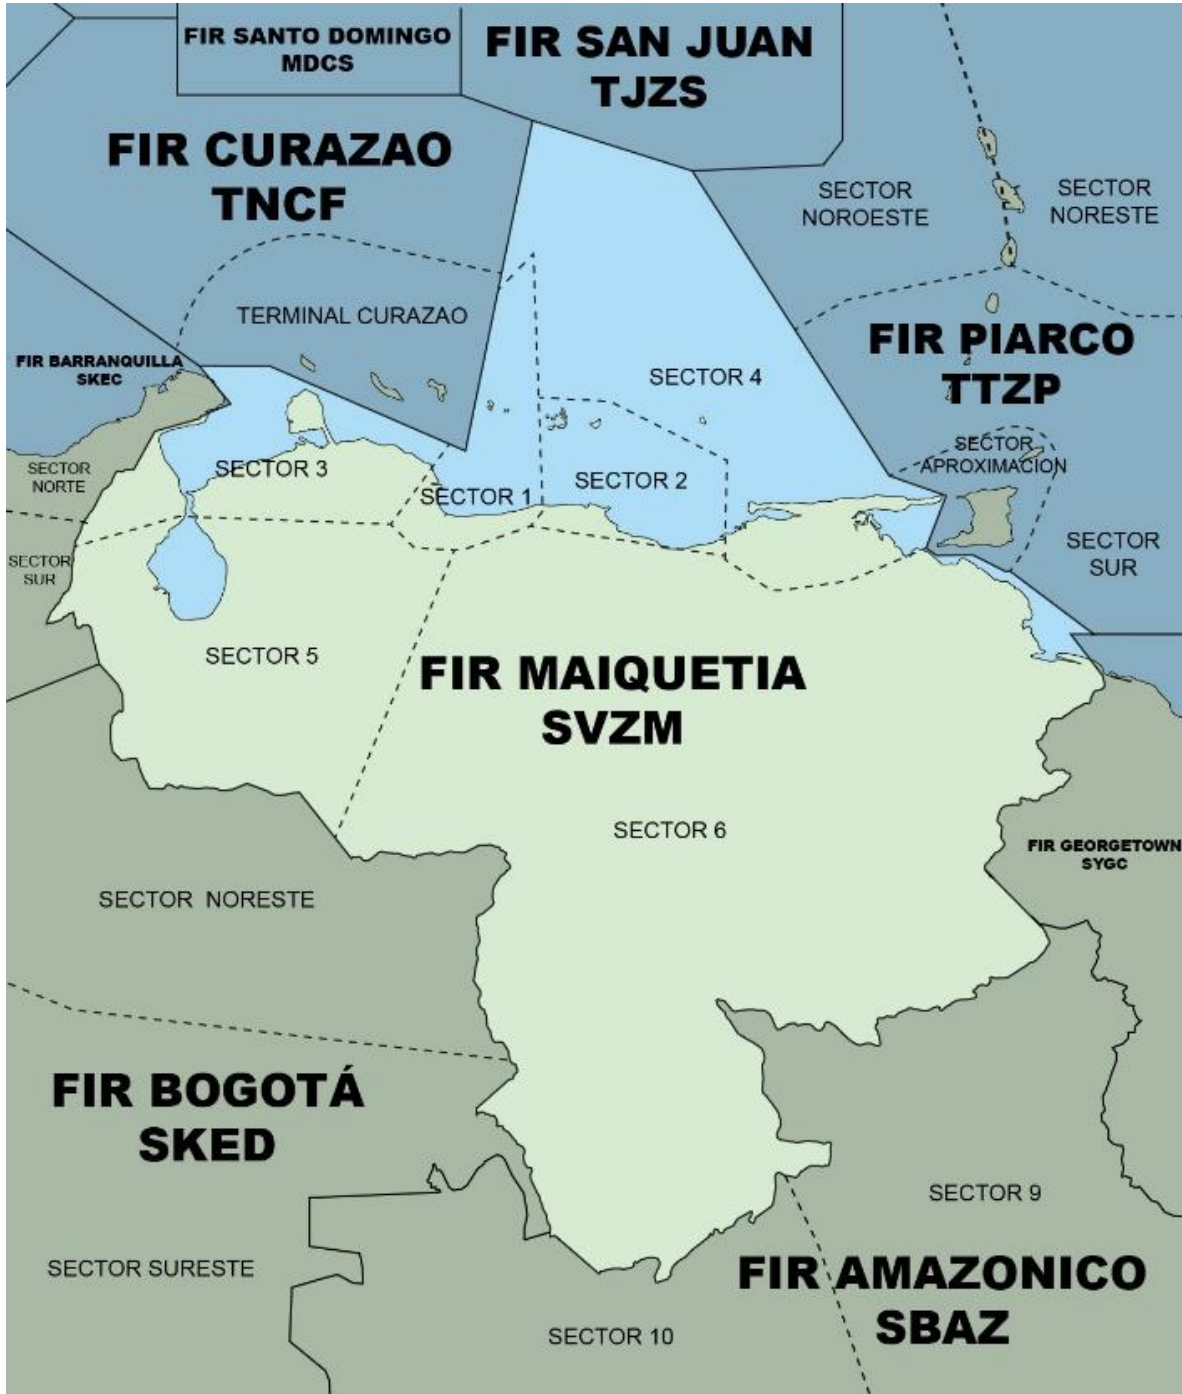 FIR SANTO DOMINGO
MDCS
FIR SAN JUAN
TJZS
FIR CURAZAO
TNCF
SECTOR
NOROESTE
SECTOR
NORESTE
TERMINAL CURAZAO
FIR BARRANQUILLA
SKEC
FIR PIARCO
TTZP
SECTOR 4
SECTOR
APROXIMACION
SECTOR
NORTE
SECTOR 3
SECTOR 1
SECTOR 2
SECTOR
SUR
SECTOR
SUR
SECTOR 5
FIR MAIQUETIA
SVZM
SECTOR 6
FIR GEORGETOWN
SYGC
SECTOR NORESTE
FIR BOGOTÁ
SKED
SECTOR 9
SECTOR SURESTE
FIR AMAZONICO
SBAZ
SECTOR 10